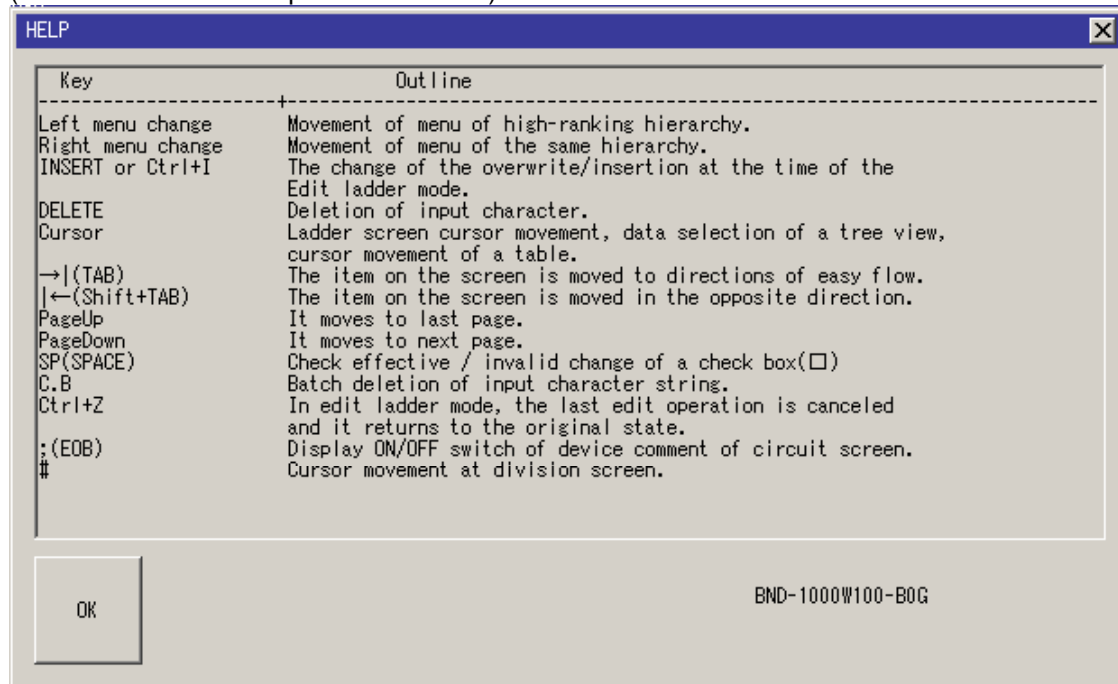 HELP
Key Outline
-----------------------+--------------------------------------------------------------------------------
Left menu change Movement of menu of high-ranking hierarchy.
Right menu change Movement of menu of the same hierarchy.
INSERT or Ctrl+I The change of the overwrite/insertion at the time of the
Edit ladder mode.
DELETE Deletion of input character.
Cursor Ladder screen cursor movement, data selection of a tree view,
cursor movement of a table.
→|(TAB) The item on the screen is moved to directions of easy flow.
|←(Shift+TAB) The item on the screen is moved in the opposite direction.
PageUp It moves to last page.
PageDown It moves to next page.
SP(SPACE) Check effective / invalid change of a check box(□)
C.B Batch deletion of input character string.
Ctrl+Z In edit ladder mode, the last edit operation is canceled
and it returns to the original state.
;(EOB) Display ON/OFF switch of device comment of circuit screen.
# Cursor movement at division screen.
OK BND-1000W100-B0G